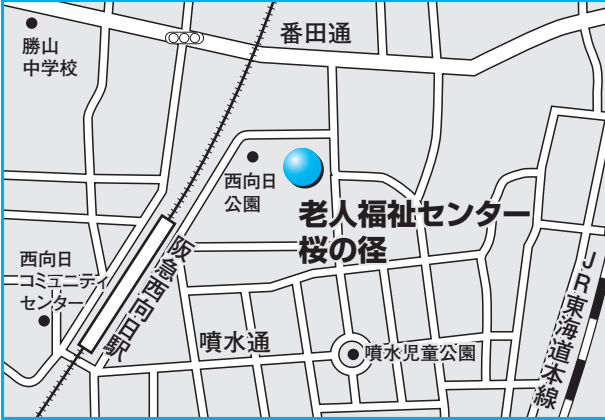 番田通
勝山
中学校
西向日
公園
老人福祉センター
桜の径
西向日
コミュニティ
センター
阪急西向日駅
噴水通
噴水児童公園
JR東海道本線